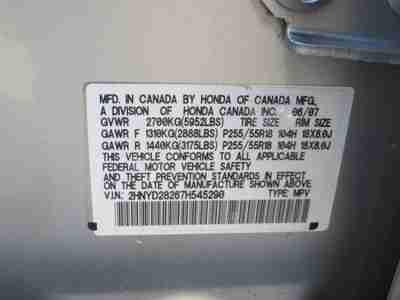 MFD. IN CANADA BY HONDA OF CANADA MFG.,
A DIVISION OF HONDA CANADA INC. 06/07
GVWR 2700KG(5952LBS) TIRE SIZE RIM SIZE
GAWR F 1310KG(2888LBS) P255/55R18 104H 18X8.0J
GAWR R 1440KG(3175LBS) P255/55R18 104H 18X8.0J
THIS VEHICLE CONFORMS TO ALL APPLICABLE
FEDERAL MOTOR VEHICLE SAFETY AND
THEFT PREVENTION STANDARDS IN EFFECT ON
THE DATE OF MANUFACTURE SHOWN ABOVE.
V.I.N: 2HNYD28267H545290 TYPE: MPV